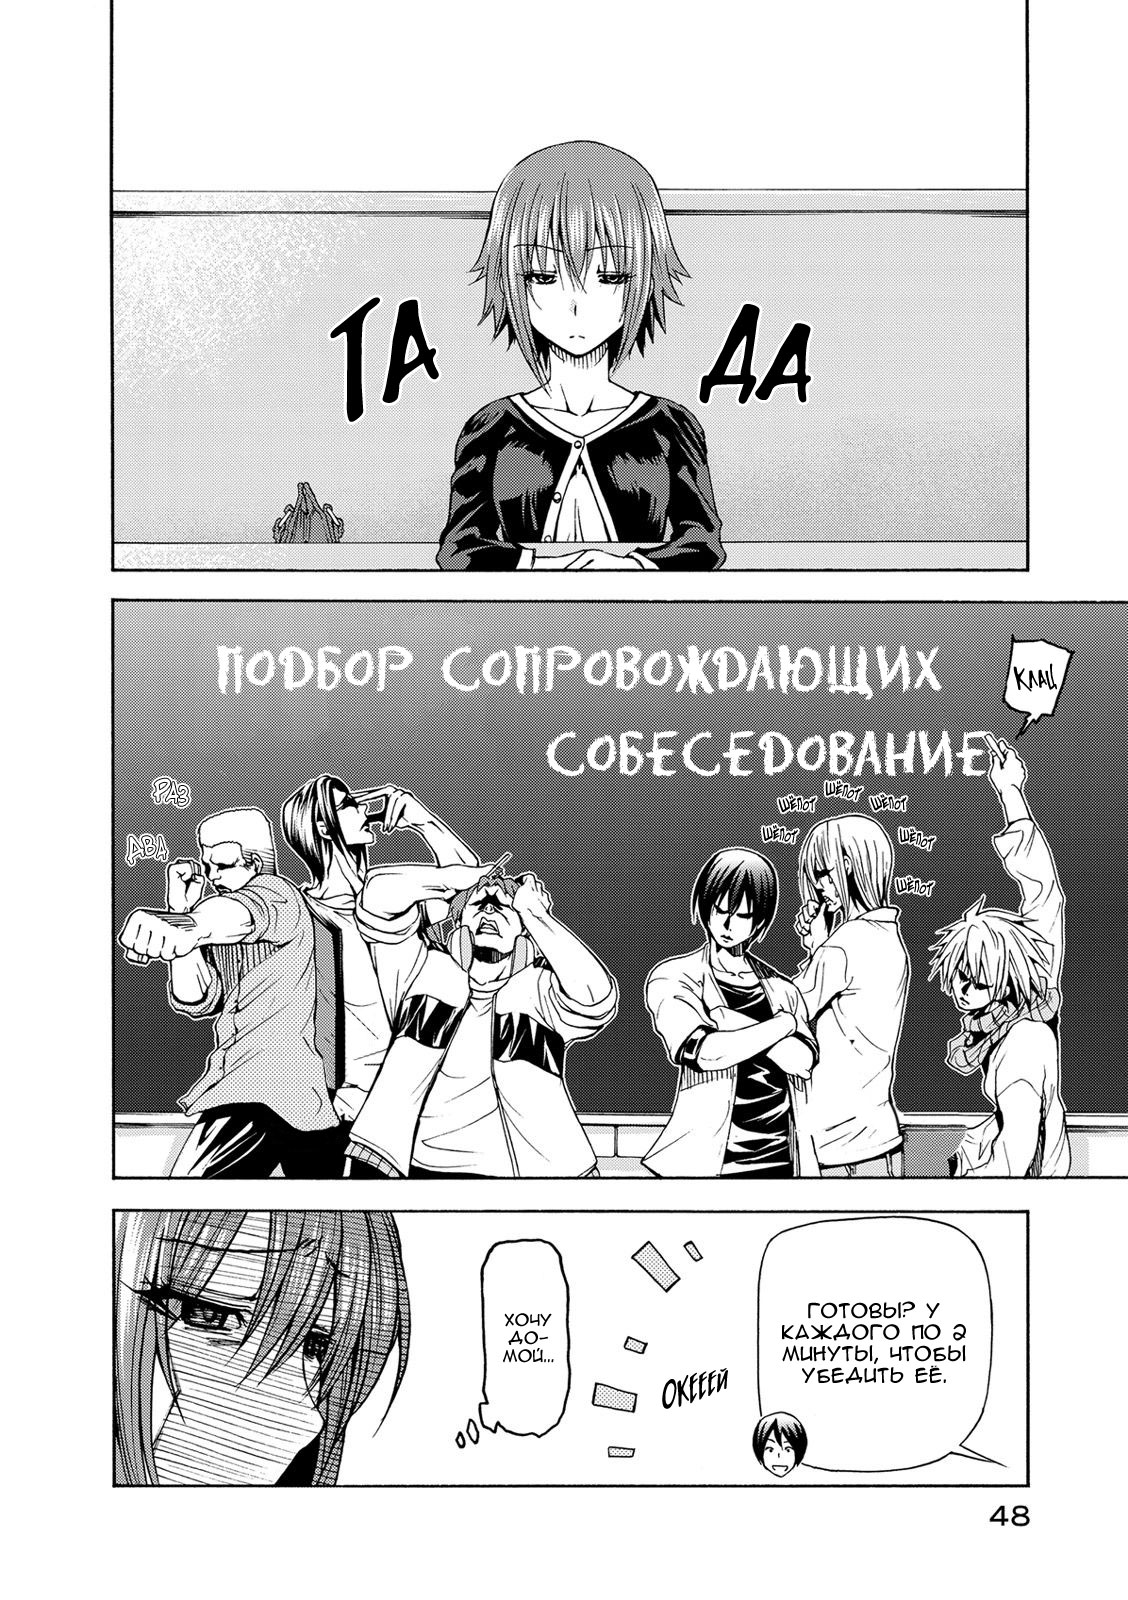 ТА
ДА
ПОДБОР СОПРОВОЖДАЮЩИХ
СОБЕСЕДОВАНИЕ
КЛАЦ
РАЗ
ДВА
ШЁПОТ
ШЁПОТ
ШЁПОТ
ШЁПОТ
ШЁПОТ
ШЁПОТ
ГОТОВЫ? У
КАЖДОГО ПО 2
МИНУТЫ, ЧТОБЫ
УБЕДИТЬ ЕЁ.
ОКЕЕЕЙ
ХОЧУ
ДО-
МОЙ...
48